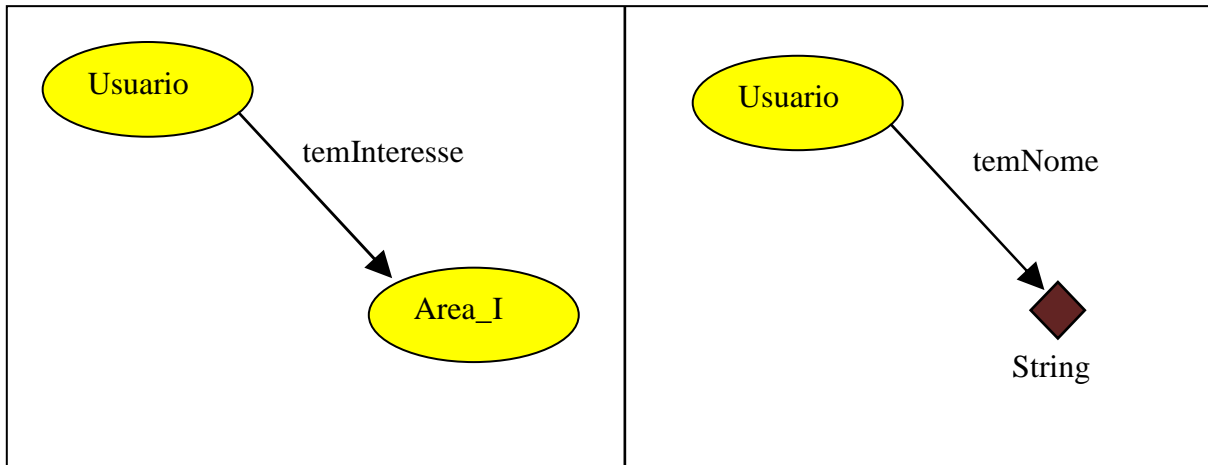 Usuario
temInteresse
Area_I
Usuario
temNome
String